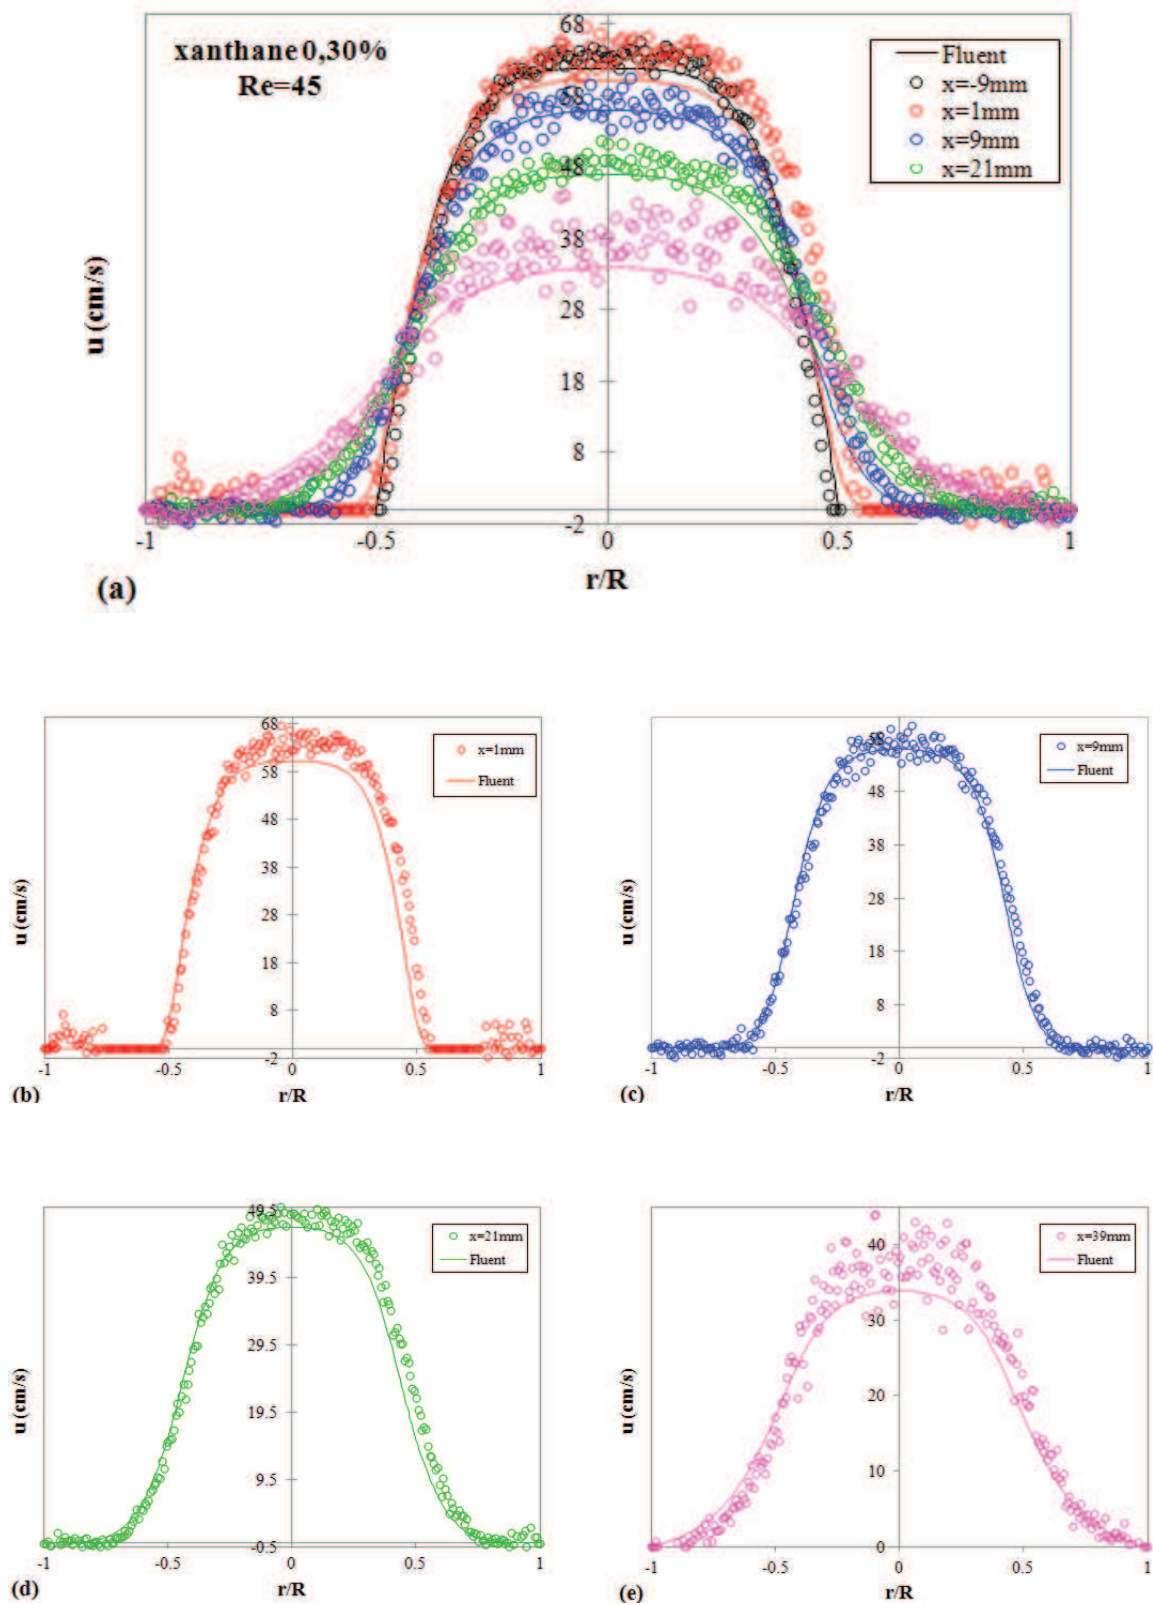 xanthane 0,30%
Re=45
Fluent
x=-9mm
x=1mm
x=9mm
x=21mm
68
58
48
38
28
18
8
-2
u (cm/s)
-1
-0.5
0
0.5
1
r/R
(a)
68
58
48
38
28
18
8
-2
x=1mm
Fluent
u (cm/s)
-1
-0.5
0
0.5
1
r/R
(b)
58
48
38
28
18
8
-2
x=9mm
Fluent
u (cm/s)
-1
-0.5
0
0.5
1
r/R
(c)
49.5
39.5
29.5
19.5
9.5
-0.5
x=21mm
Fluent
u (cm/s)
-1
-0.5
0
0.5
1
r/R
(d)
40
30
20
10
0
x=39mm
Fluent
u (cm/s)
-1
-0.5
0
0.5
1
r/R
(e)